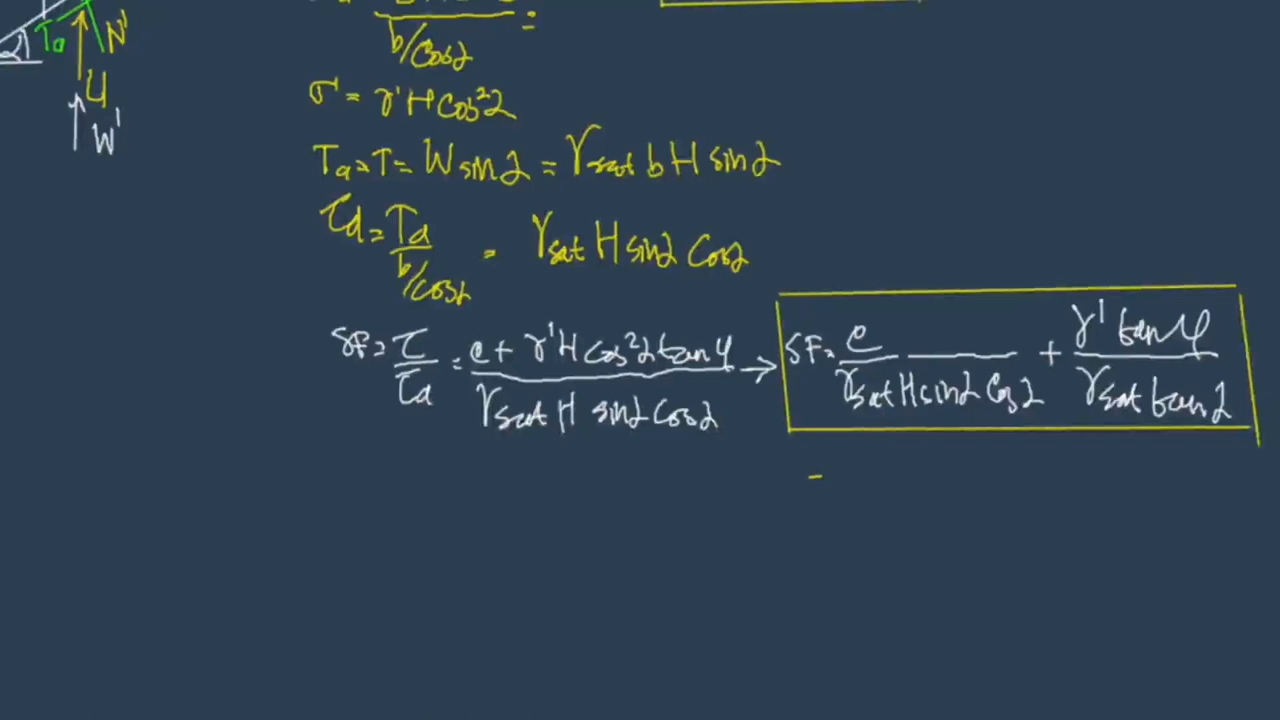 α Ta N'
U
W'
b/cosα =
σ' = γ'H cos²α
Ta=T= W sinα = γsat b H sinα
τd = Ta / b/cosα = γsat H sinα cosα
SF = τ/τd = c + γ'H cos²α tanφ / γsat H sinα cosα → SF = c / γsat H sinα cosα + γ' tanφ / γsat tanα
-